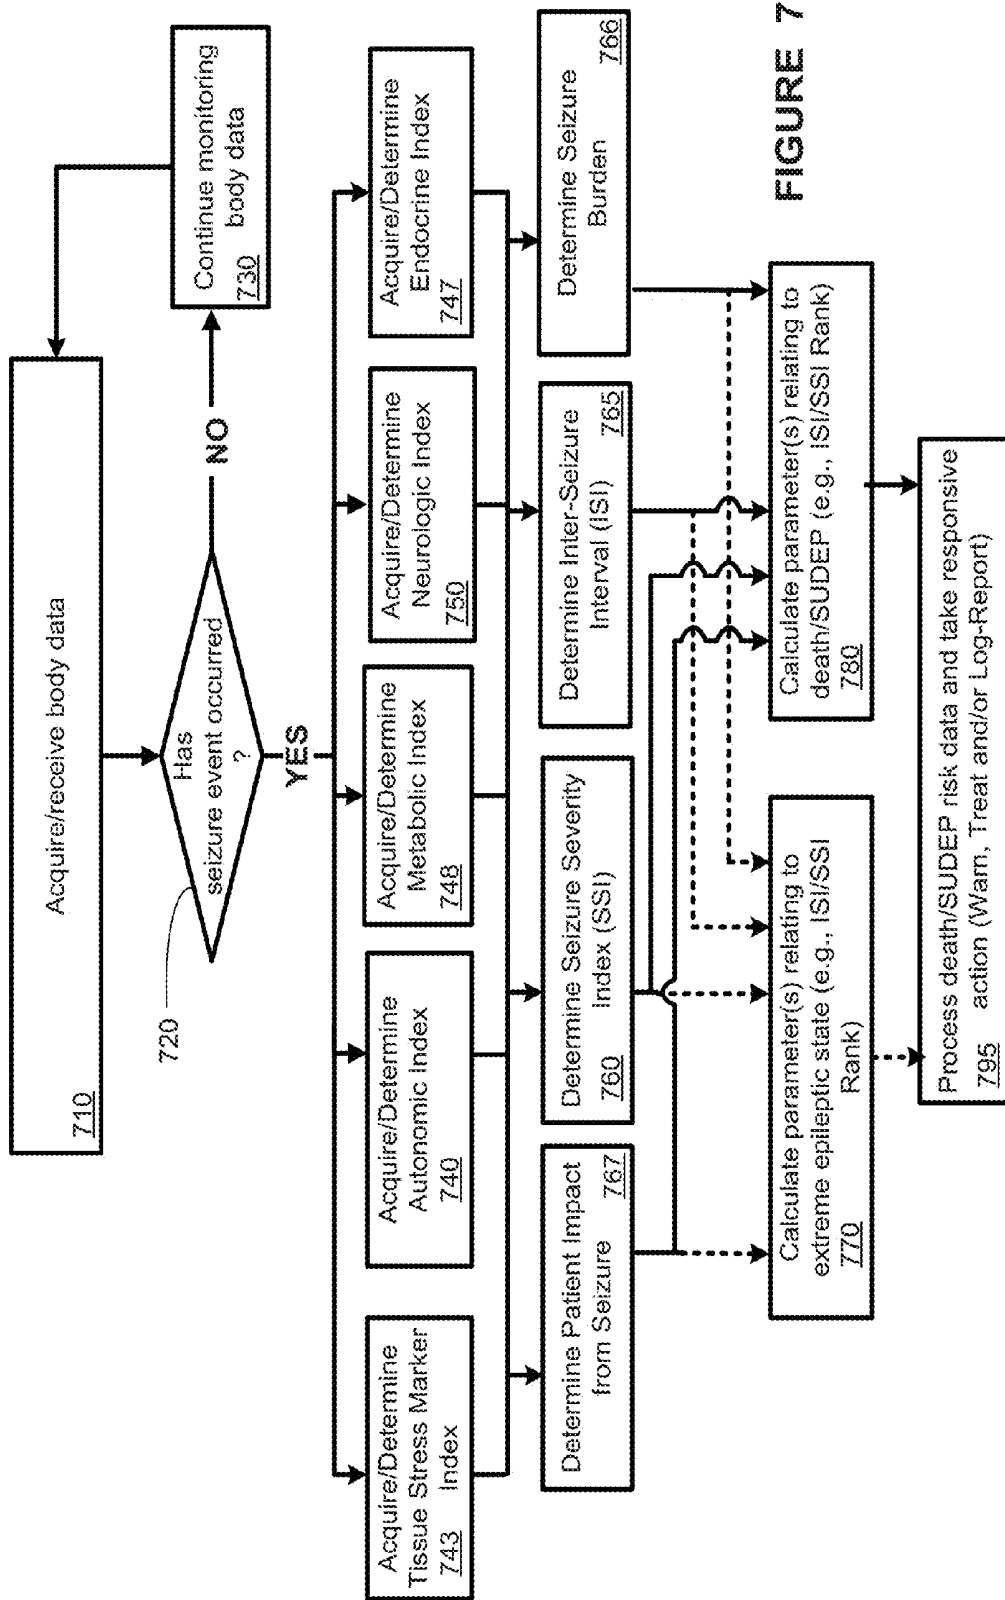 Acquire/receive body data
710
720
Has
seizure event occurred
?
NO
Continue monitoring
body data
730
YES
Acquire/Determine
Tissue Stress Marker
Index
743
Acquire/Determine
Autonomic Index
740
Acquire/Determine
Metabolic Index
748
Acquire/Determine
Neurologic Index
750
Acquire/Determine
Endocrine Index
747
Determine Patient Impact
from Seizure
767
Determine Seizure Severity
Index (SSI)
760
Determine Inter-Seizure
Interval (ISI)
765
Determine Seizure
Burden
766
Calculate parameter(s) relating to
extreme epileptic state (e.g., ISI/SSI
Rank)
770
Calculate parameter(s) relating to
death/SUDEP (e.g., ISI/SSI Rank)
780
Process death/SUDEP risk data and take responsive
action (Warn, Treat and/or Log-Report)
795
FIGURE 7